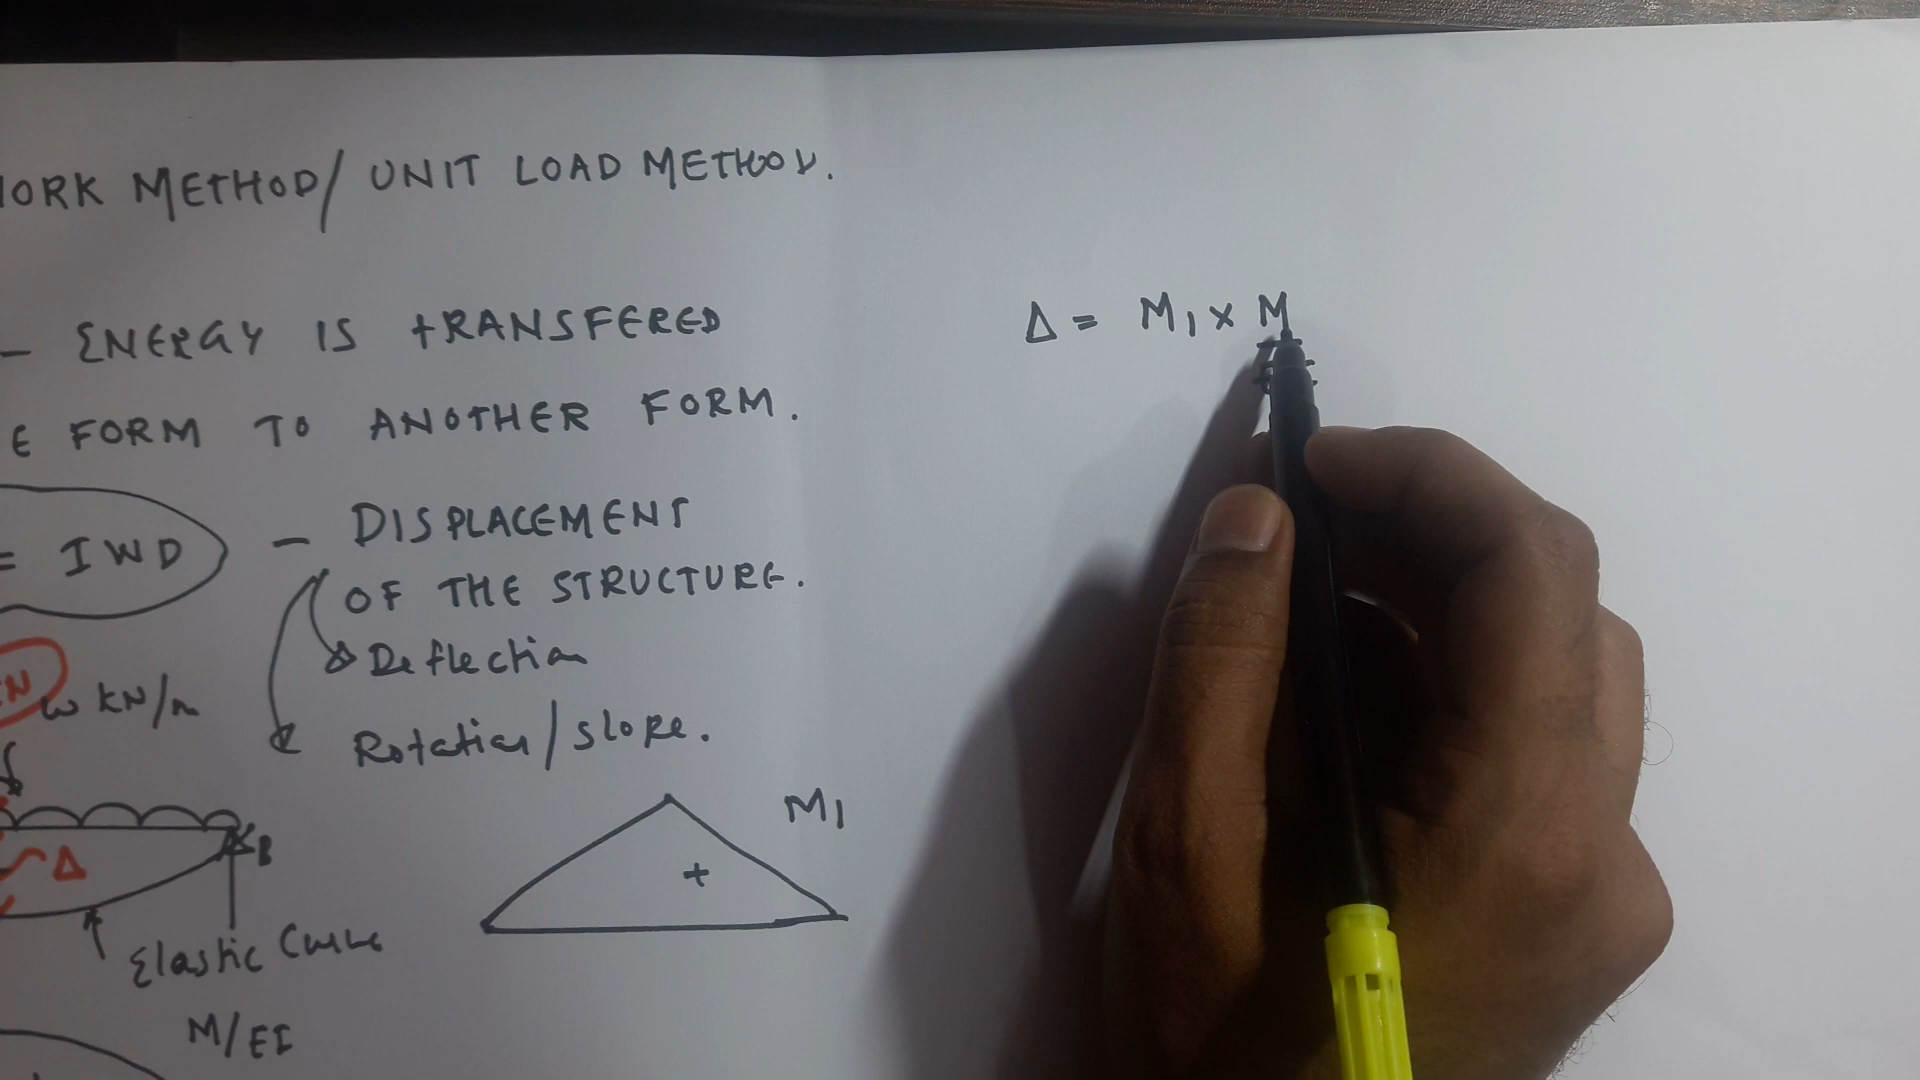 ORK METHOD/ UNIT LOAD METHOD.
- ENERGY IS tRANSFERED
E FORM TO ANOTHER FORM.
= IWD - DISPLACEMENT
OF THE STRUCTURE.
Deflection
N
w kN/m
Rotation/slope.
M1
Δ
B
+
Elastic Curve
M/EI
Δ = M1 x M